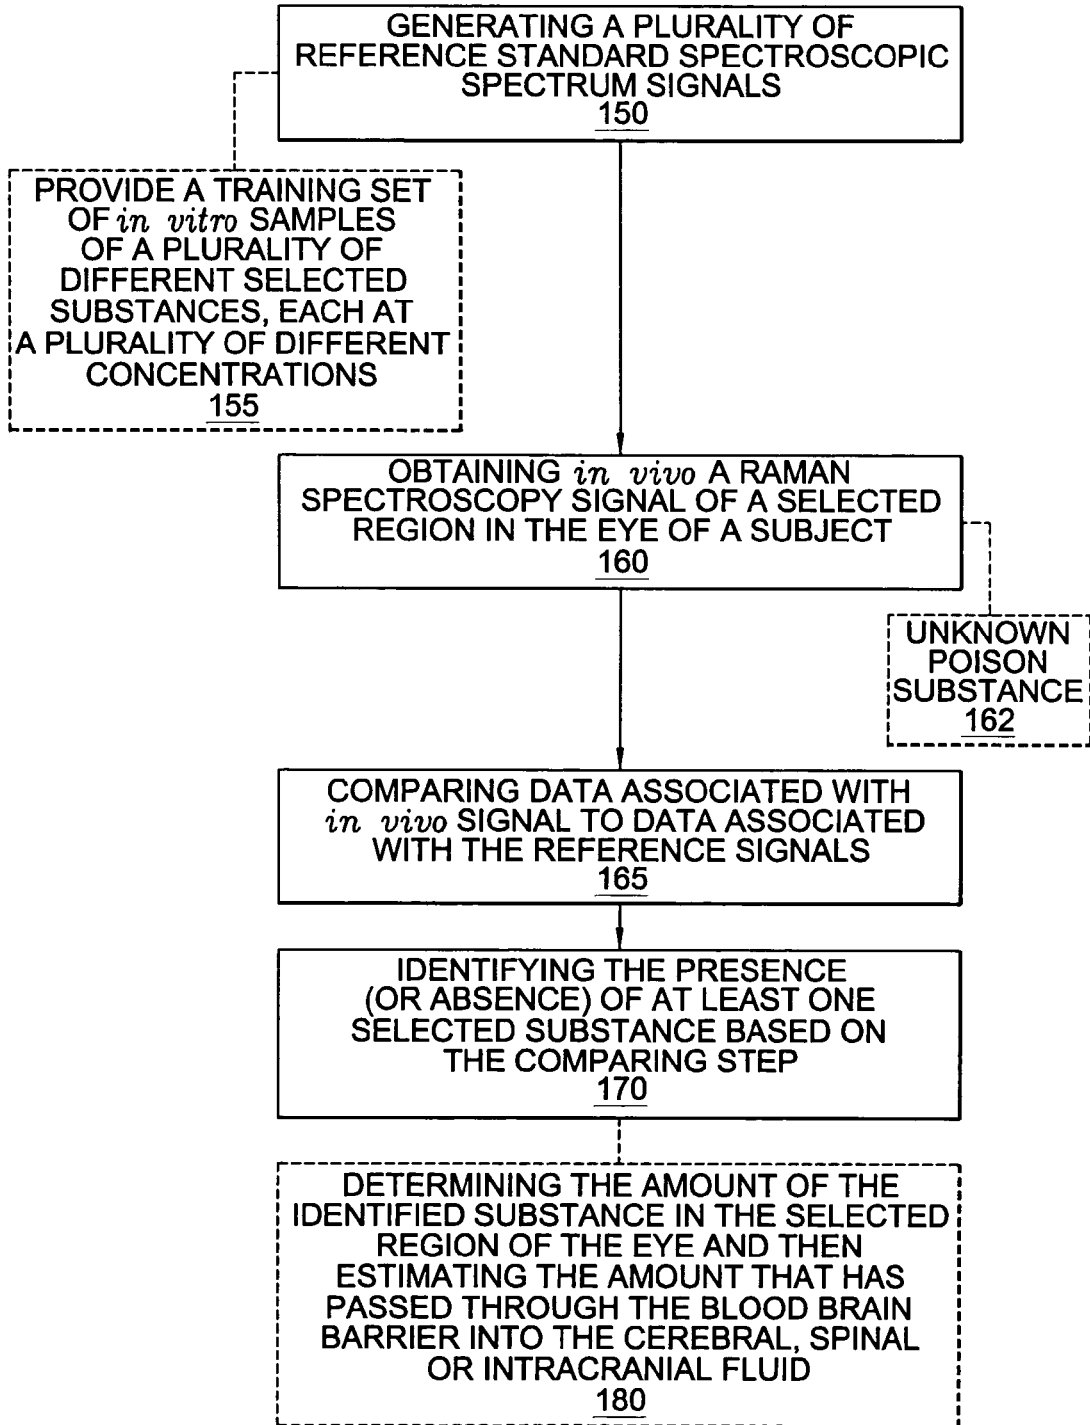 GENERATING A PLURALITY OF
REFERENCE STANDARD SPECTROSCOPIC
SPECTRUM SIGNALS
150
PROVIDE A TRAINING SET
OF in vitro SAMPLES
OF A PLURALITY OF
DIFFERENT SELECTED
SUBSTANCES, EACH AT
A PLURALITY OF DIFFERENT
CONCENTRATIONS
155
OBTAINING in vivo A RAMAN
SPECTROSCOPY SIGNAL OF A SELECTED
REGION IN THE EYE OF A SUBJECT
160
UNKNOWN
POISON
SUBSTANCE
162
COMPARING DATA ASSOCIATED WITH
in vivo SIGNAL TO DATA ASSOCIATED
WITH THE REFERENCE SIGNALS
165
IDENTIFYING THE PRESENCE
(OR ABSENCE) OF AT LEAST ONE
SELECTED SUBSTANCE BASED ON
THE COMPARING STEP
170
DETERMINING THE AMOUNT OF THE
IDENTIFIED SUBSTANCE IN THE SELECTED
REGION OF THE EYE AND THEN
ESTIMATING THE AMOUNT THAT HAS
PASSED THROUGH THE BLOOD BRAIN
BARRIER INTO THE CEREBRAL, SPINAL
OR INTRACRANIAL FLUID
180